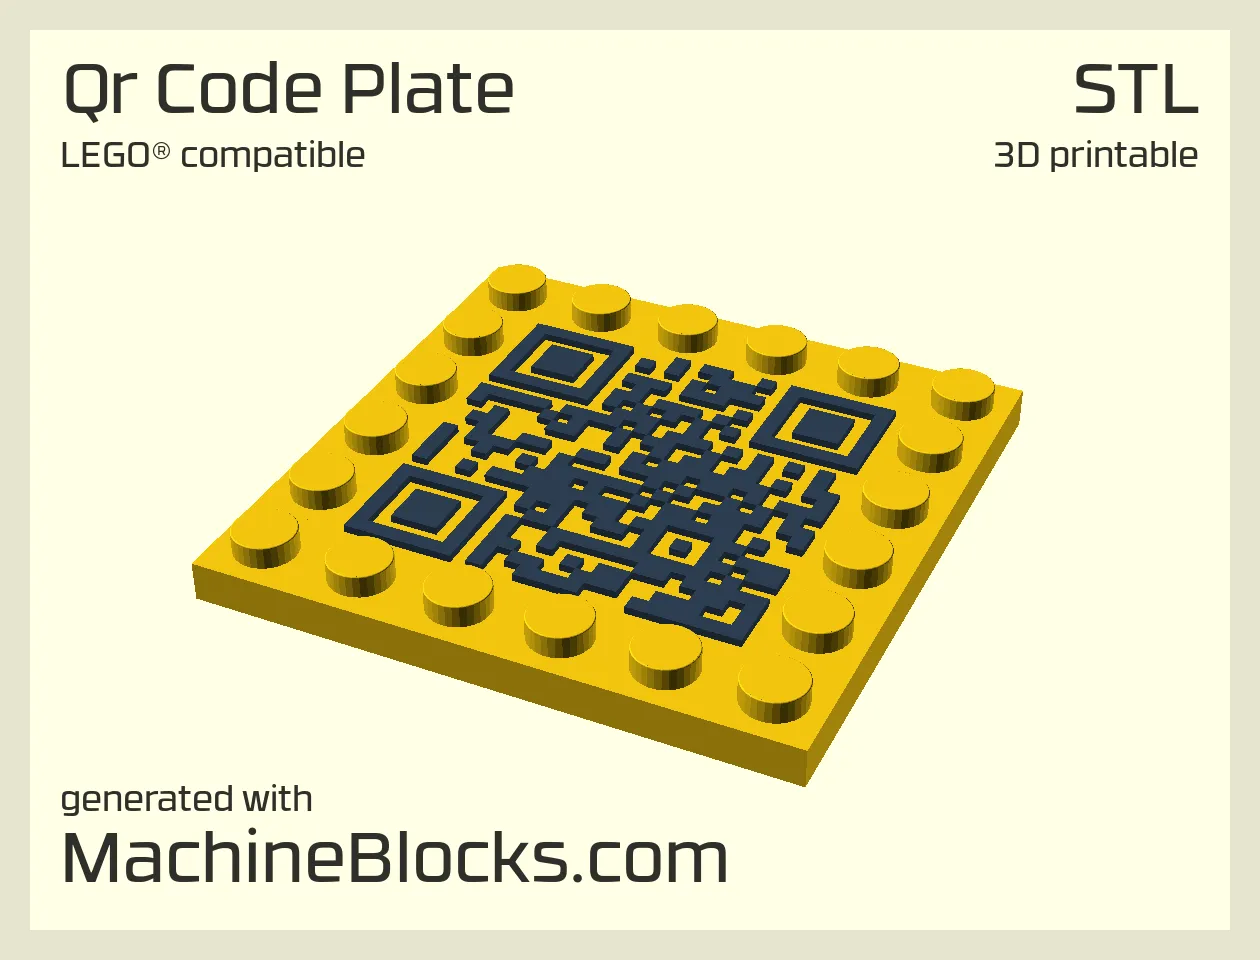 Qr Code Plate
LEGO® compatible
STL
3D printable
generated with
MachineBlocks.com